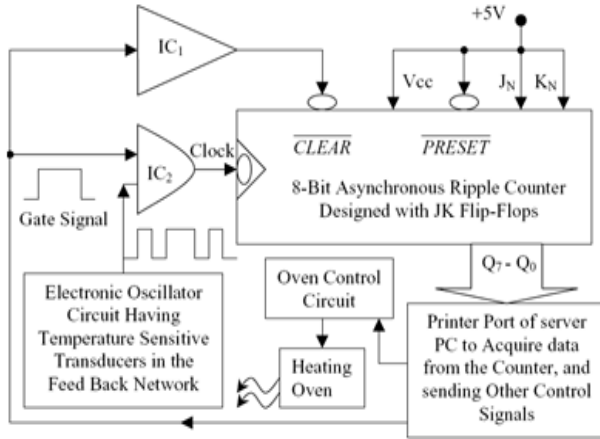 +5V
IC1
Vcc
JN
KN
CLEAR
PRESET
IC2
Clock
8-Bit Asynchronous Ripple Counter
Designed with JK Flip-Flops
Gate Signal
Q7 - Q0
Electronic Oscillator
Circuit Having
Temperature Sensitive
Transducers in the
Feed Back Network
Oven Control
Circuit
Heating
Oven
Printer Port of server
PC to Acquire data
from the Counter, and
sending Other Control
Signals